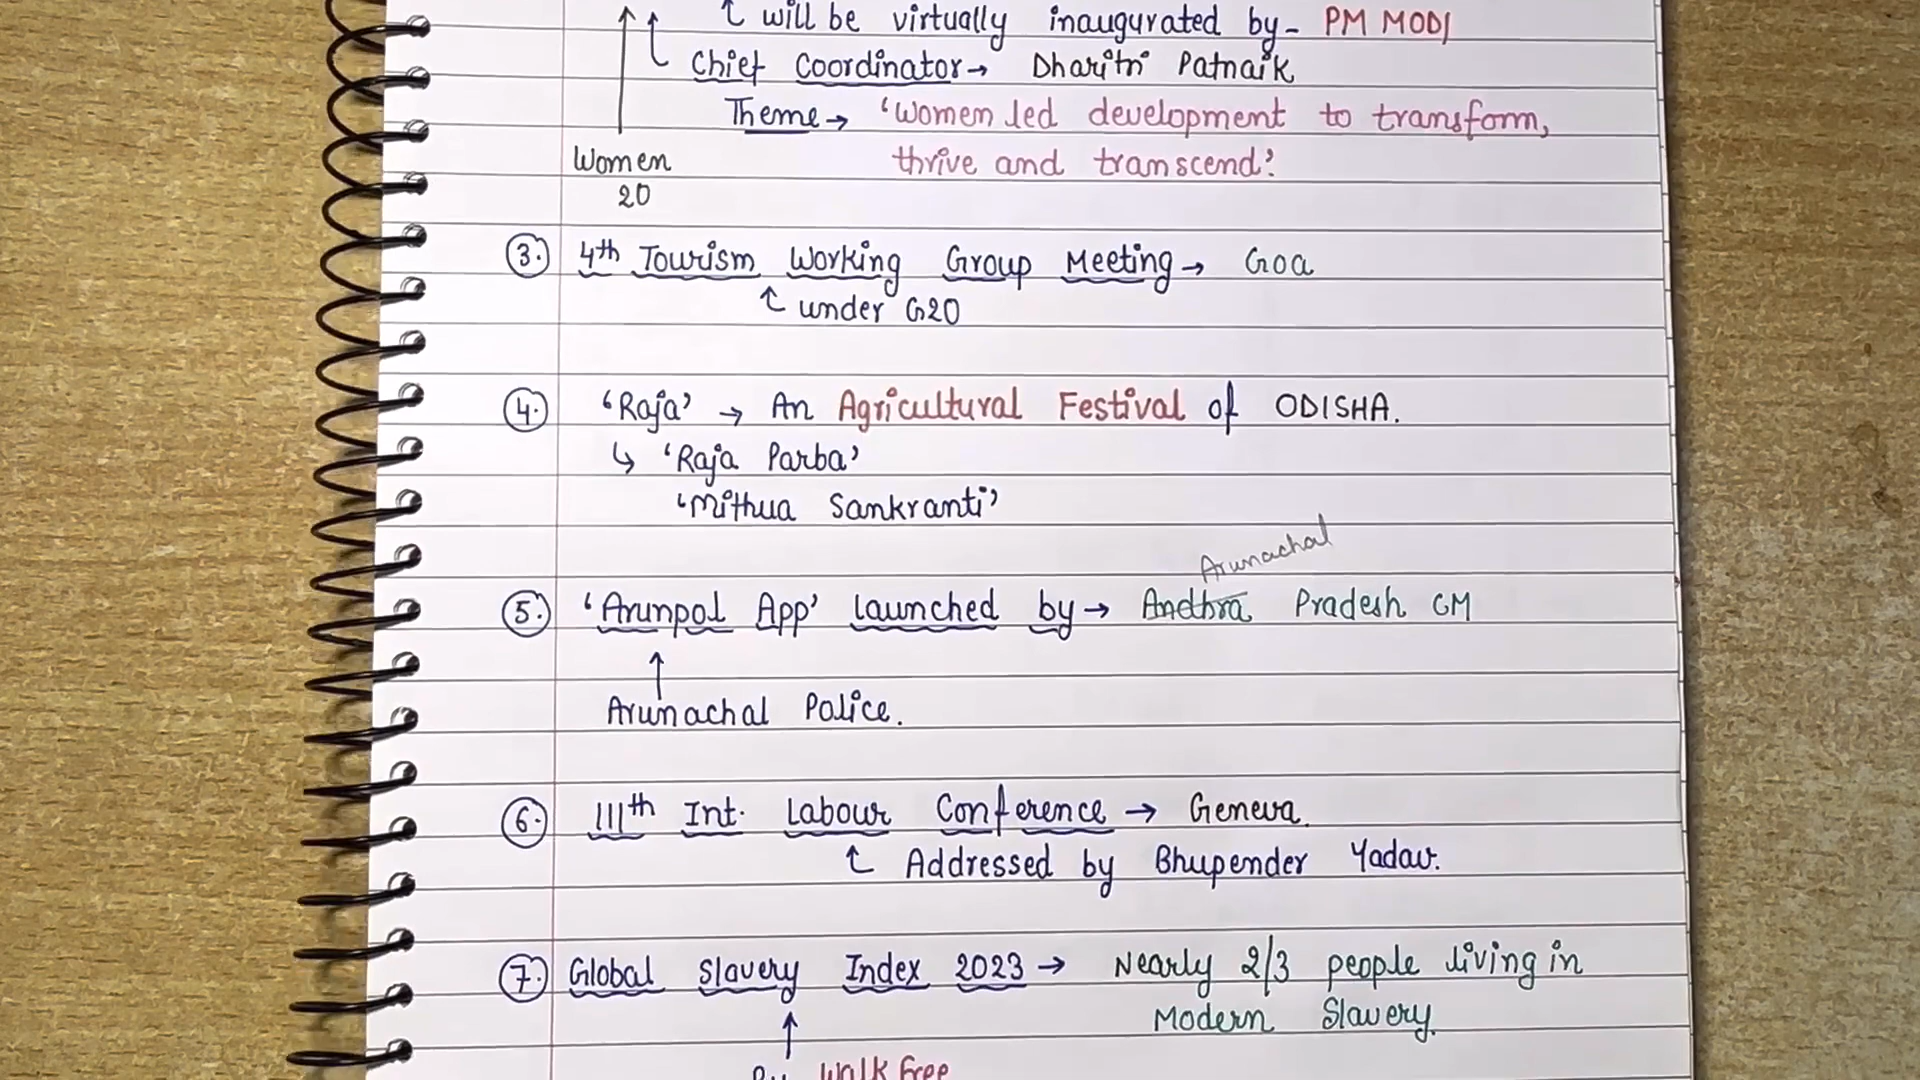 ↑ will be virtually inaugurated by- PM MODI
Chief Coordinator→ Dharitri Patnaik
Theme→ 'Women led development to transform,
thrive and transcend.'
Women
20
3. 4th Tourism Working Group Meeting → Goa
↑ under G20
4. 'Raja' → An Agricultural Festival of ODISHA.
↳ 'Raja Parba'
'Mithua Sankranti'
Arunachal
5. 'Arunpol App' launched by → Andhra Pradesh CM
Arunachal Police.
6. 111th Int. Labour Conference → Geneva.
↑ Addressed by Bhupender Yadav.
7. Global Slavery Index 2023 → Nearly 2/3 people living in
Modern Slavery.
By Walk Free